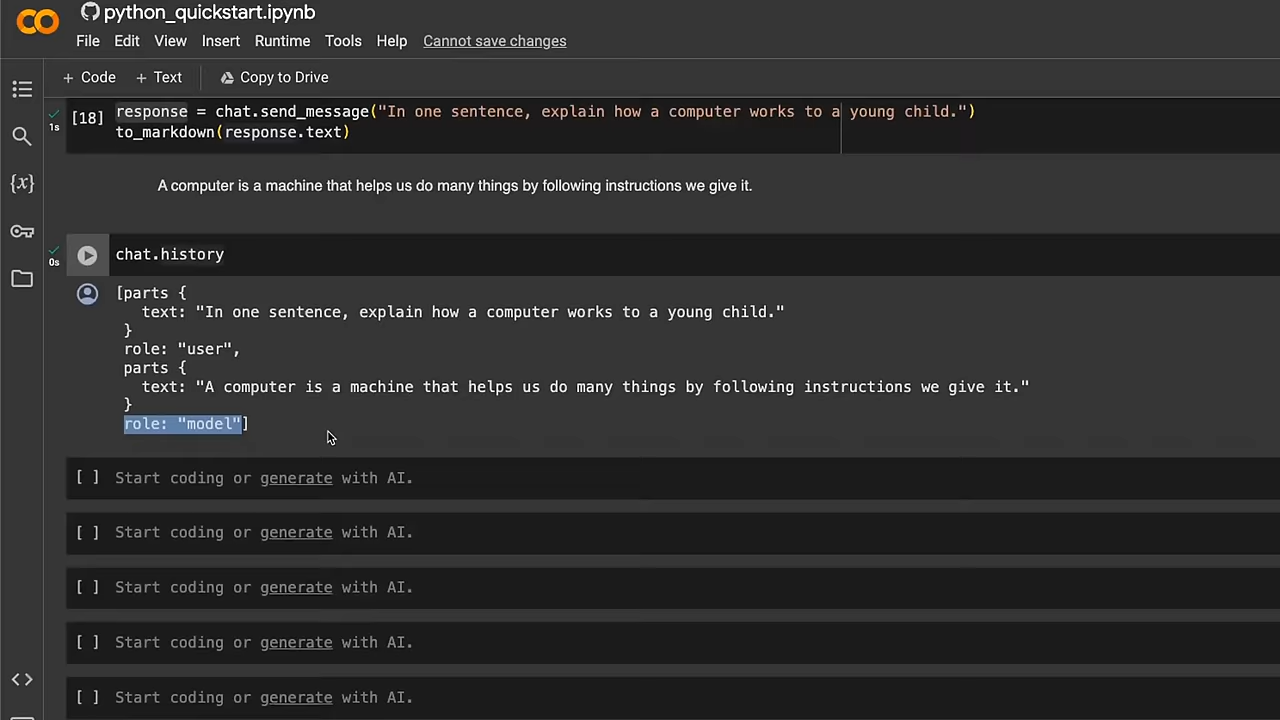 python_quickstart.ipynb
File Edit View Insert Runtime Tools Help Cannot save changes
+ Code + Text Copy to Drive
[18] response = chat.send_message("In one sentence, explain how a computer works to a young child.")
1s
to_markdown(response.text)
A computer is a machine that helps us do many things by following instructions we give it.
{x}
chat.history
0s
[parts {
text: "In one sentence, explain how a computer works to a young child."
}
role: "user",
parts {
text: "A computer is a machine that helps us do many things by following instructions we give it."
}
role: "model"]
[ ] Start coding or generate with AI.
[ ] Start coding or generate with AI.
[ ] Start coding or generate with AI.
[ ] Start coding or generate with AI.
[ ] Start coding or generate with AI.